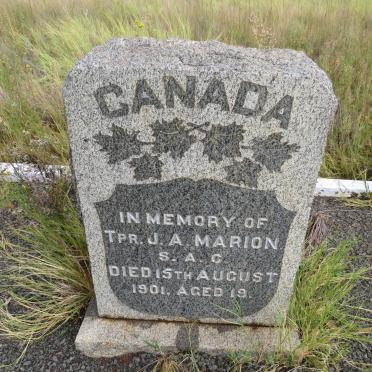 CANADA
IN MEMORY OF
TPR. J. A. MARION
S. A. C.
DIED 15TH AUGUST
1901. AGED 19.